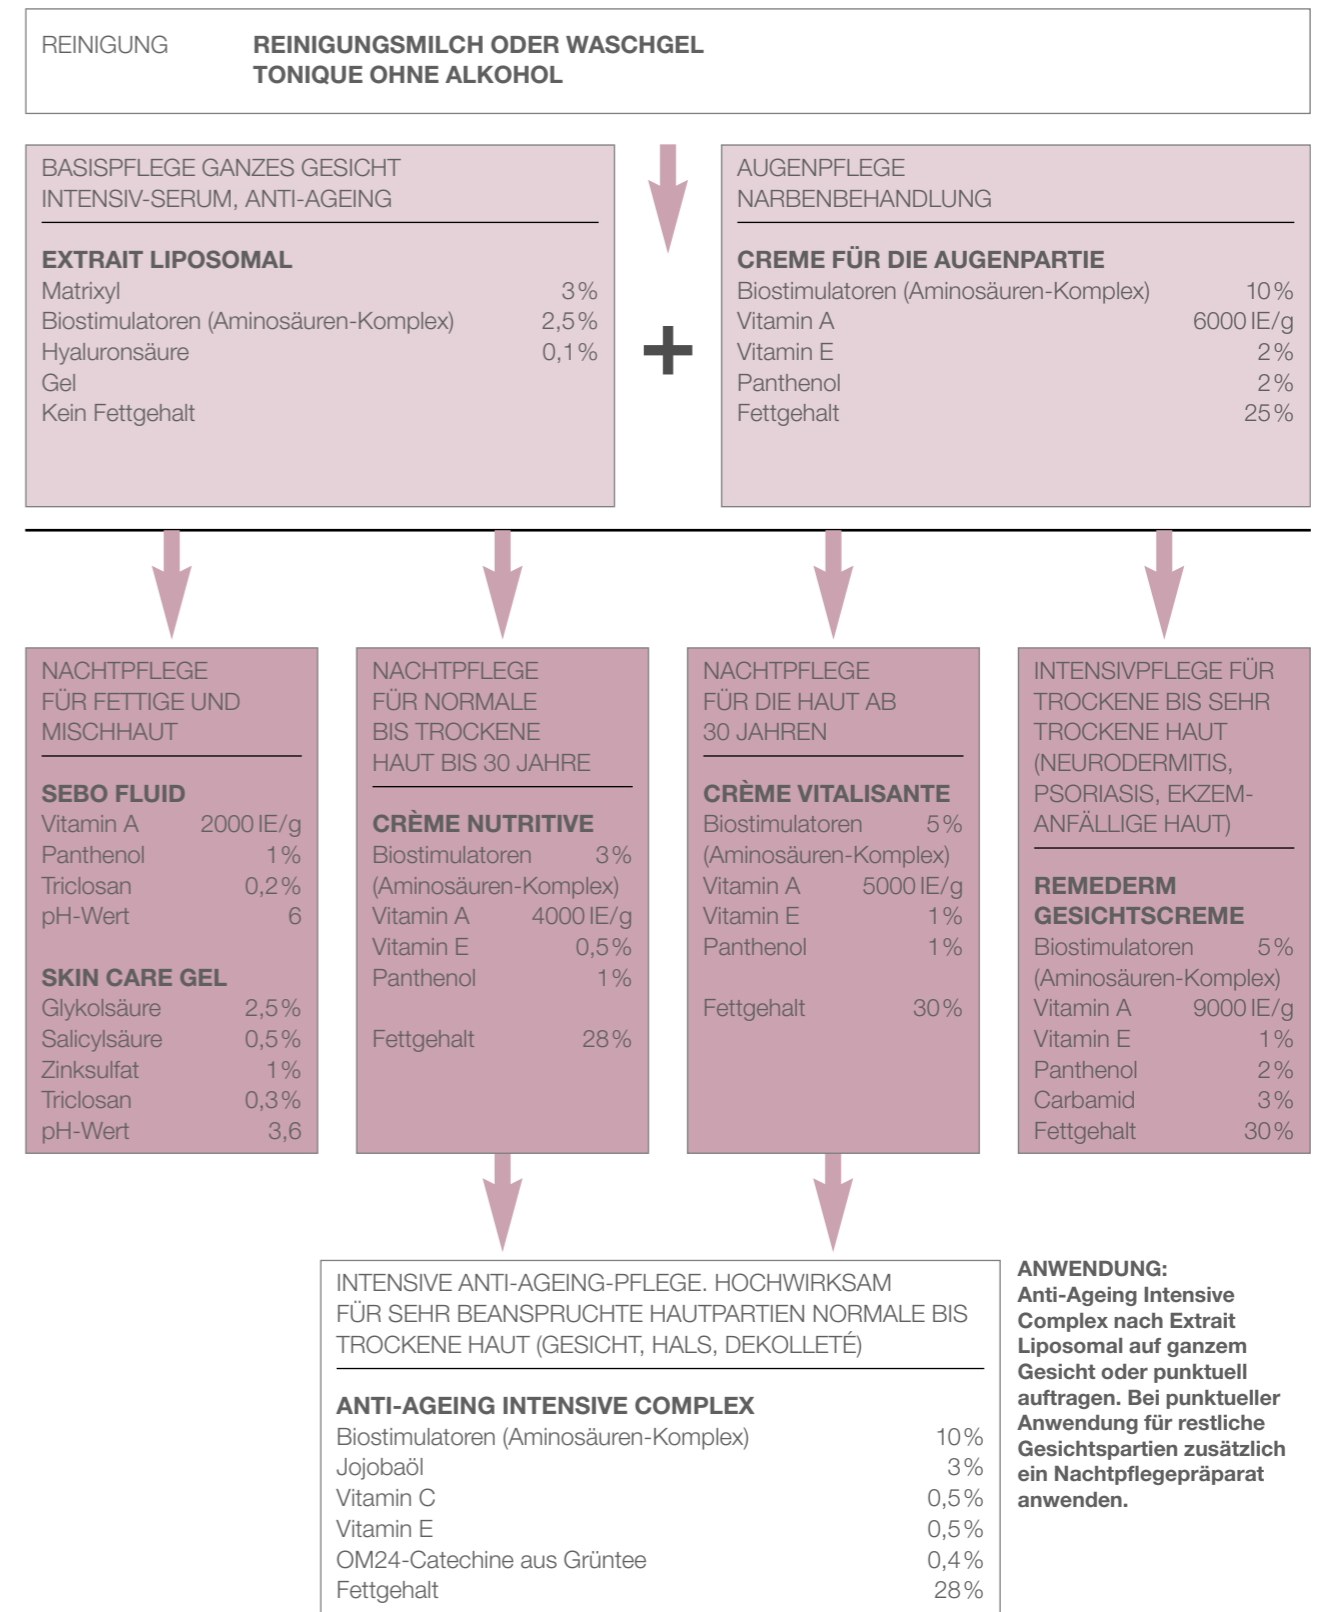 REINIGUNG REINIGUNGSMILCH ODER WASCHGEL
TONIQUE OHNE ALKOHOL
BASISPFLEGE GANZES GESICHT
INTENSIV-SERUM, ANTI-AGEING
EXTRAIT LIPOSOMAL
Matrixyl 3%
Biostimulatoren (Aminosäuren-Komplex) 2,5%
Hyaluronsäure 0,1%
Gel
Kein Fettgehalt
+
AUGENPFLEGE
NARBENBEHANDLUNG
CREME FÜR DIE AUGENPARTIE
Biostimulatoren (Aminosäuren-Komplex) 10%
Vitamin A 6000 IE/g
Vitamin E 2%
Panthenol 2%
Fettgehalt 25%
NACHTPFLEGE
FÜR FETTIGE UND
MISCHHAUT
SEBO FLUID
Vitamin A 2000 IE/g
Panthenol 1%
Triclosan 0,2%
pH-Wert 6
SKIN CARE GEL
Glykolsäure 2,5%
Salicylsäure 0,5%
Zinksulfat 1%
Triclosan 0,3%
pH-Wert 3,6
NACHTPFLEGE
FÜR NORMALE
BIS TROCKENE
HAUT BIS 30 JAHRE
CRÈME NUTRITIVE
Biostimulatoren 3%
(Aminosäuren-Komplex)
Vitamin A 4000 IE/g
Vitamin E 0,5%
Panthenol 1%
Fettgehalt 28%
NACHTPFLEGE
FÜR DIE HAUT AB
30 JAHREN
CRÈME VITALISANTE
Biostimulatoren 5%
(Aminosäuren-Komplex)
Vitamin A 5000 IE/g
Vitamin E 1%
Panthenol 1%
Fettgehalt 30%
INTENSIVPFLEGE FÜR
TROCKENE BIS SEHR
TROCKENE HAUT
(NEURODERMITIS,
PSORIASIS, EKZEM-
ANFÄLLIGE HAUT)
REMEDERM
GESICHTSCREME
Biostimulatoren 5%
(Aminosäuren-Komplex)
Vitamin A 9000 IE/g
Vitamin E 1%
Panthenol 2%
Carbamid 3%
Fettgehalt 30%
INTENSIVE ANTI-AGEING-PFLEGE. HOCHWIRKSAM
FÜR SEHR BEANSPRUCHTE HAUTPARTIEN NORMALE BIS
TROCKENE HAUT (GESICHT, HALS, DEKOLLETÉ)
ANTI-AGEING INTENSIVE COMPLEX
Biostimulatoren (Aminosäuren-Komplex) 10%
Jojobaöl 3%
Vitamin C 0,5%
Vitamin E 0,5%
OM24-Catechine aus Grüntee 0,4%
Fettgehalt 28%
ANWENDUNG:
Anti-Ageing Intensive
Complex nach Extrait
Liposomal auf ganzem
Gesicht oder punktuell
auftragen. Bei punktueller
Anwendung für restliche
Gesichtspartien zusätzlich
ein Nachtpflegepräparat
anwenden.